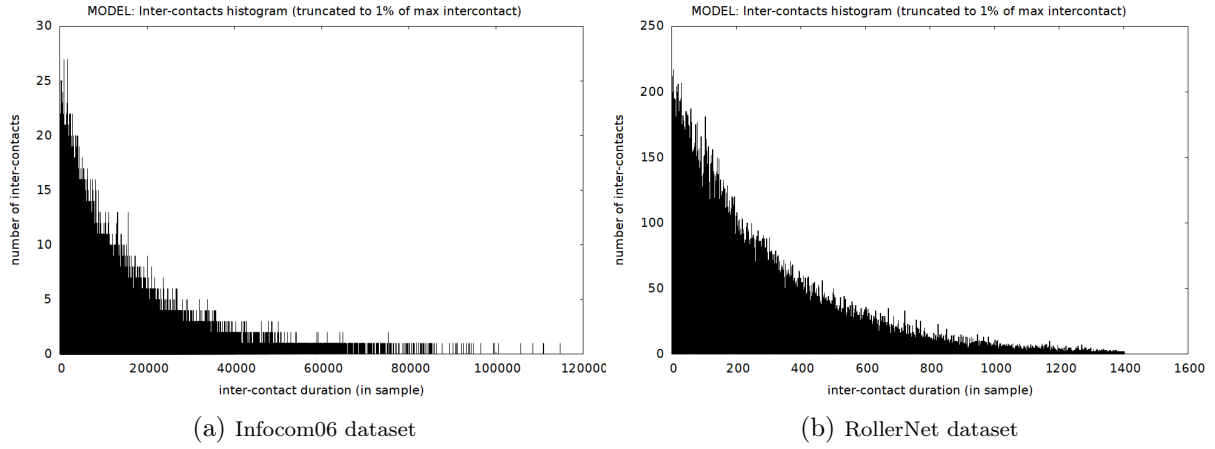 MODEL: Inter-contacts histogram (truncated to 1% of max intercontact)
30
25
20
15
10
5
0
number of inter-contacts
0 20000 40000 60000 80000 100000 120000
inter-contact duration (in sample)
(a) Infocom06 dataset
MODEL: Inter-contacts histogram (truncated to 1% of max intercontact)
250
200
150
100
50
0
number of inter-contacts
0 200 400 600 800 1000 1200 1400 1600
inter-contact duration (in sample)
(b) RollerNet dataset